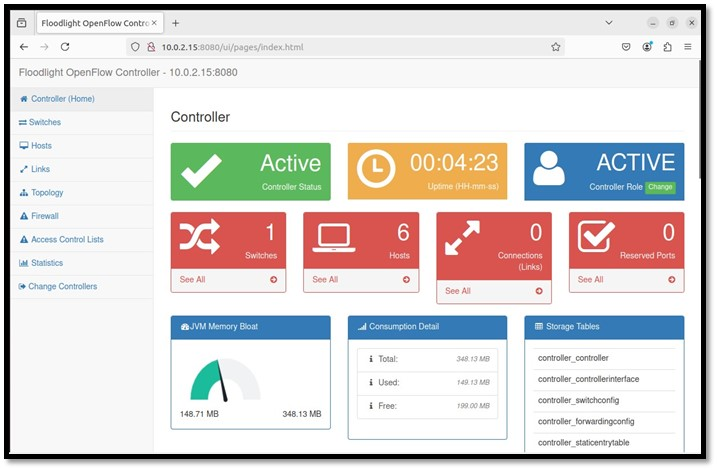 Floodlight OpenFlow Contro
10.0.2.15:8080/ui/pages/index.html
Floodlight OpenFlow Controller - 10.0.2.15:8080
Controller (Home)
Switches
Hosts
Links
Topology
Firewall
Access Control Lists
Statistics
Change Controllers
Controller
Active
Controller Status
00:04:23
Uptime (HH-mm-ss)
ACTIVE
Controller Role Change
1
Switches
See All
6
Hosts
See All
0
Connections
(Links)
See All
0
Reserved Ports
See All
JVM Memory Bloat
148.71 MB 348.13 MB
Consumption Detail
Total: 348.13 MB
Used: 149.13 MB
Free: 199.00 MB
Storage Tables
controller_controller
controller_controllerinterface
controller_switchconfig
controller_forwardingconfig
controller_staticentrytable